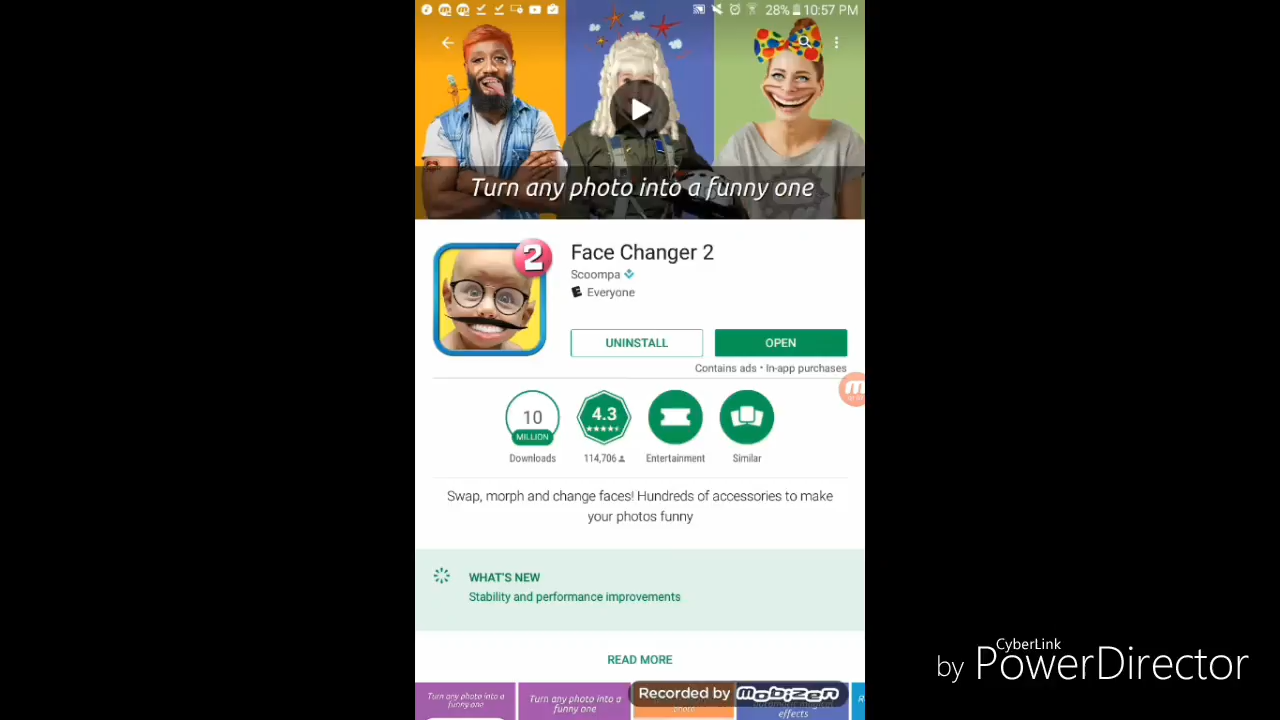 28% 10:57 PM
Turn any photo into a funny one
2
Face Changer 2
Scoompa
E Everyone
UNINSTALL OPEN
Contains ads • In-app purchases
10 MILLION
4.3
Downloads 114,706 Entertainment Similar
Swap, morph and change faces! Hundreds of accessories to make
your photos funny
WHAT'S NEW
Stability and performance improvements
READ MORE
Turn any photo into a
funny one
Turn any photo into a
funny one
effects
Recorded by Mobizen
CyberLink
by PowerDirector